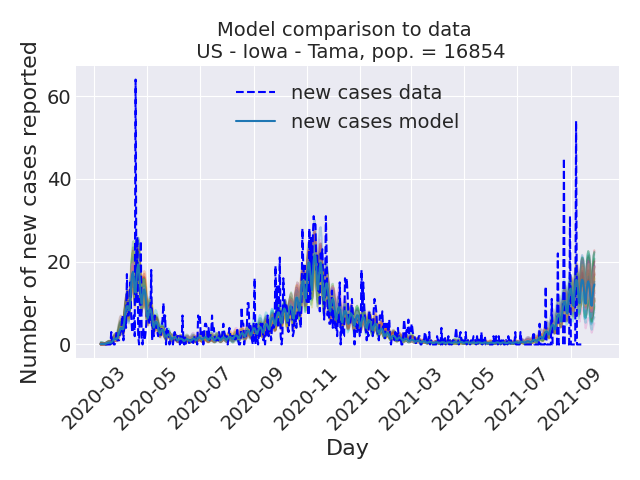 Model comparison to data
US - Iowa - Tama, pop. = 16854
new cases data
new cases model
Number of new cases reported
60
40
20
0
2020-03
2020-05
2020-07
2020-09
2020-11
2021-01
2021-03
2021-05
2021-07
2021-09
Day